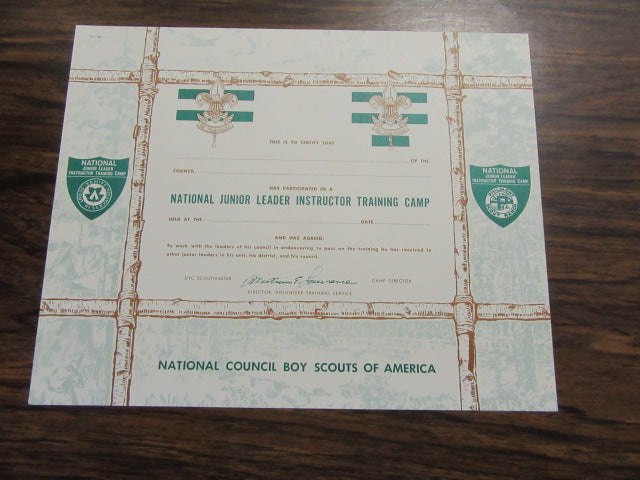 THIS IS TO CERTIFY THAT
OF THE
COUNCIL
HAS PARTICIPATED IN A
NATIONAL JUNIOR LEADER INSTRUCTOR TRAINING CAMP
HELD AT THE
DATE
AND HAS AGREED:
To work with the leaders of his council in endeavoring to pass on the training he has received to
other junior leaders in his unit, his district, and his council.
JLTC SCOUTMASTER
CAMP DIRECTOR
DIRECTOR, VOLUNTEER TRAINING SERVICE
NATIONAL
JUNIOR LEADER
INSTRUCTOR TRAINING CAMP
NATIONAL
JUNIOR LEADER
INSTRUCTOR TRAINING CAMP
NATIONAL COUNCIL BOY SCOUTS OF AMERICA